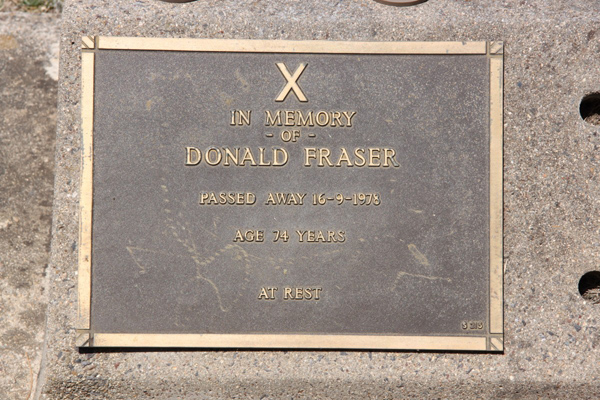 X
IN MEMORY
- OF -
DONALD FRASER
PASSED AWAY 16-9-1978
AGE 74 YEARS
AT REST